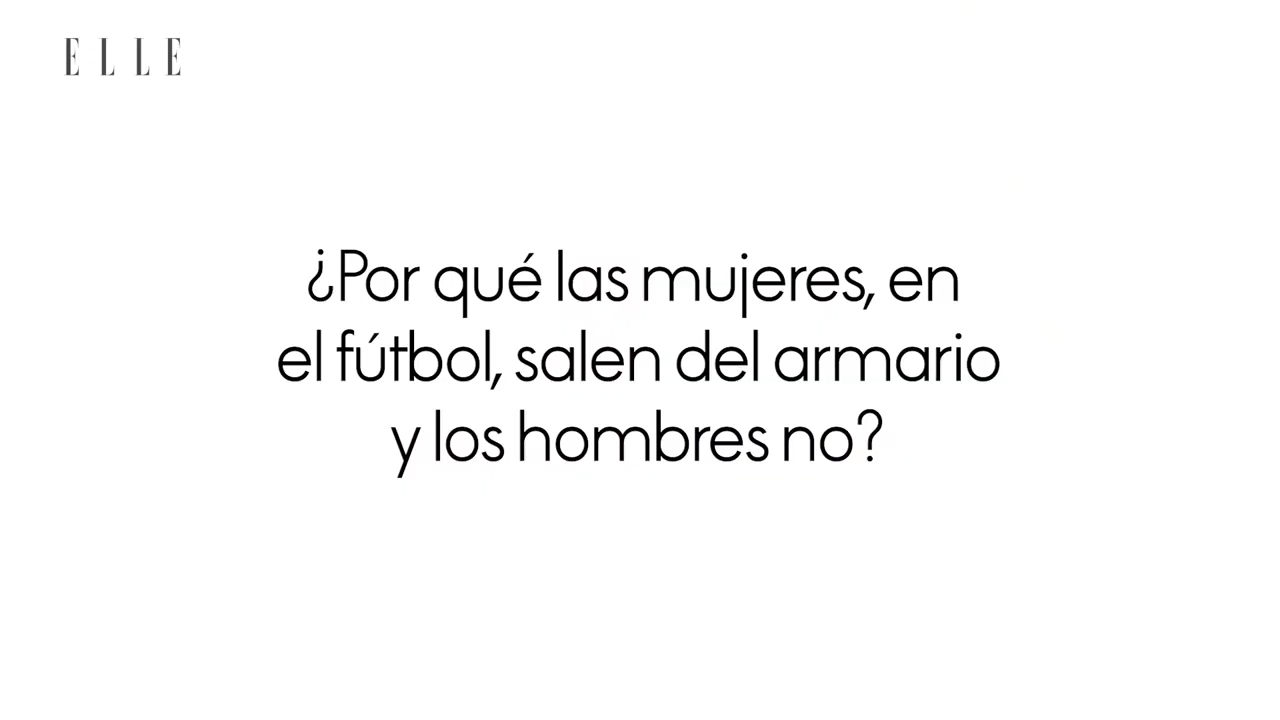 ELLE
¿Por qué las mujeres, en
el fútbol, salen del armario
y los hombres no?